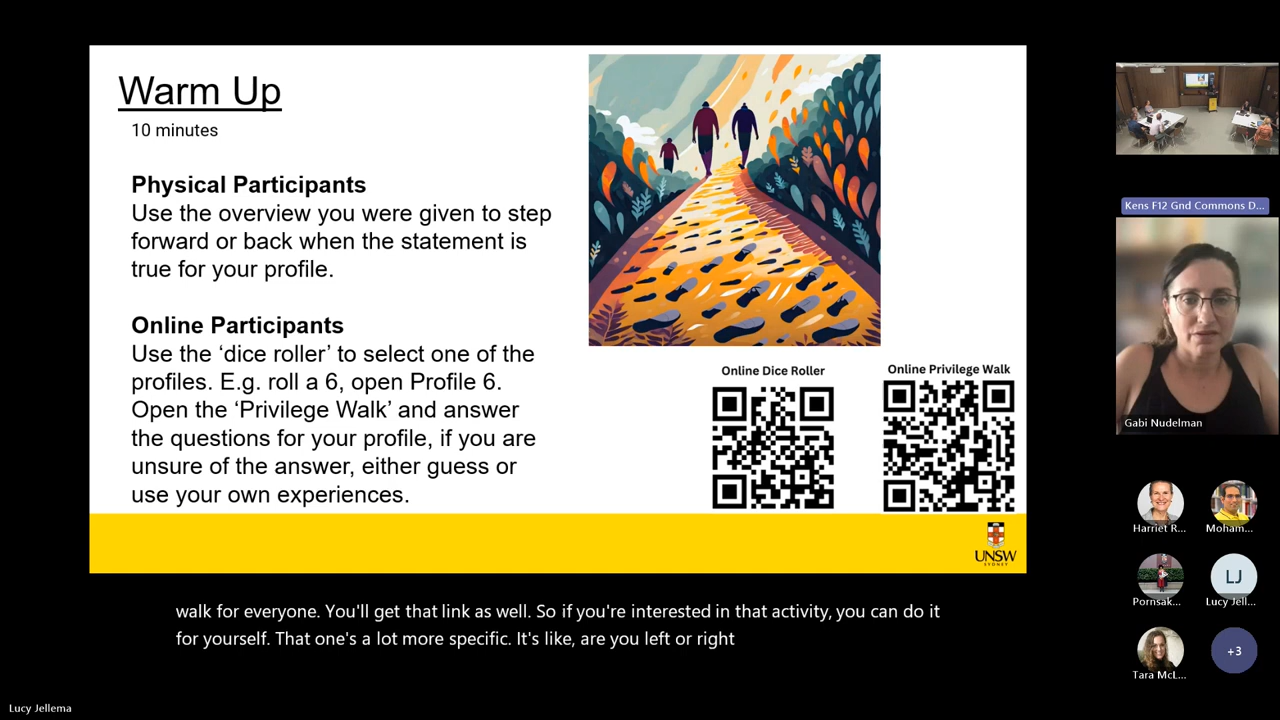 Warm Up
10 minutes
Physical Participants
Use the overview you were given to step
forward or back when the statement is
true for your profile.
Online Participants
Use the ‘dice roller’ to select one of the
profiles. E.g. roll a 6, open Profile 6.
Open the ‘Privilege Walk’ and answer
the questions for your profile, if you are
unsure of the answer, either guess or
use your own experiences.
Online Dice Roller
Online Privilege Walk
UNSW
SYDNEY
Kens F12 Gnd Commons D...
Gabi Nudelman
Harriet R...
Moham...
Pornsak...
LJ
Lucy Jell...
Tara McL...
+3
walk for everyone. You'll get that link as well. So if you're interested in that activity, you can do it
for yourself. That one's a lot more specific. It's like, are you left or right
Lucy Jellema